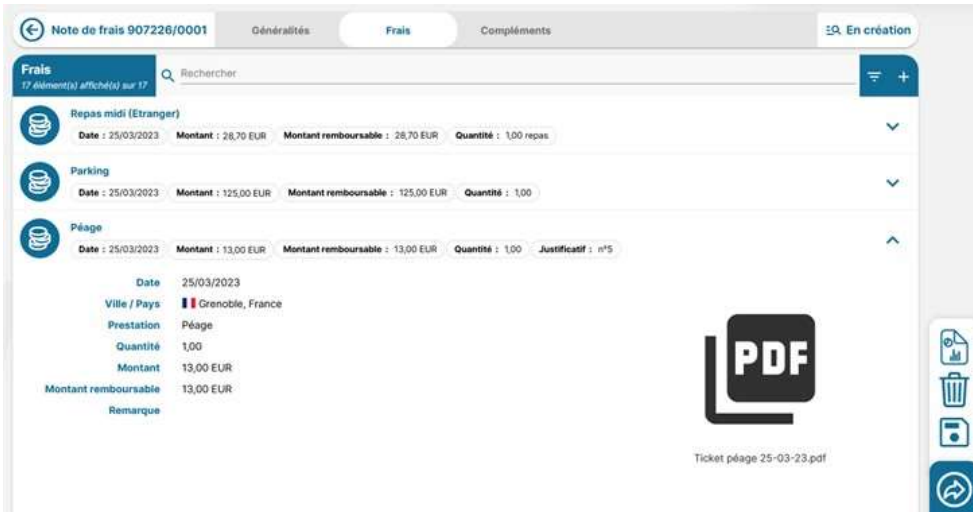 Note de frais 907226/0001 Généralités Frais Compléments En création
Frais
17 élément(s) affiché(s) sur 17
Rechercher
Repas midi (Etranger)
Date : 25/03/2023 Montant : 28,70 EUR Montant remboursable : 28,70 EUR Quantité : 1,00 repas
Parking
Date : 25/03/2023 Montant : 125,00 EUR Montant remboursable : 125,00 EUR Quantité : 1,00
Péage
Date : 25/03/2023 Montant : 13,00 EUR Montant remboursable : 13,00 EUR Quantité : 1,00 Justificatif : n°5
Date 25/03/2023
Ville / Pays Grenoble, France
Prestation Péage
Quantité 1,00
Montant 13,00 EUR
Montant remboursable 13,00 EUR
Remarque
PDF
Ticket péage 25-03-23.pdf